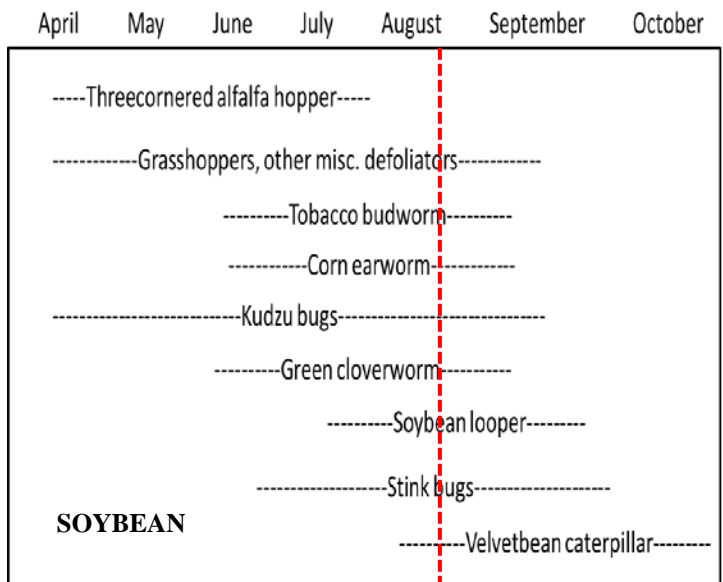 April May June July August September October
-----Threecornered alfalfa hopper-----
-------------Grasshoppers, other misc. defoliators-------------
----------Tobacco budworm----------
------------Corn earworm-------------
-----------------------------Kudzu bugs--------------------------------
----------Green cloverworm-----------
----------Soybean looper---------
--------------------Stink bugs---------------------
SOYBEAN
----------Velvetbean caterpillar---------